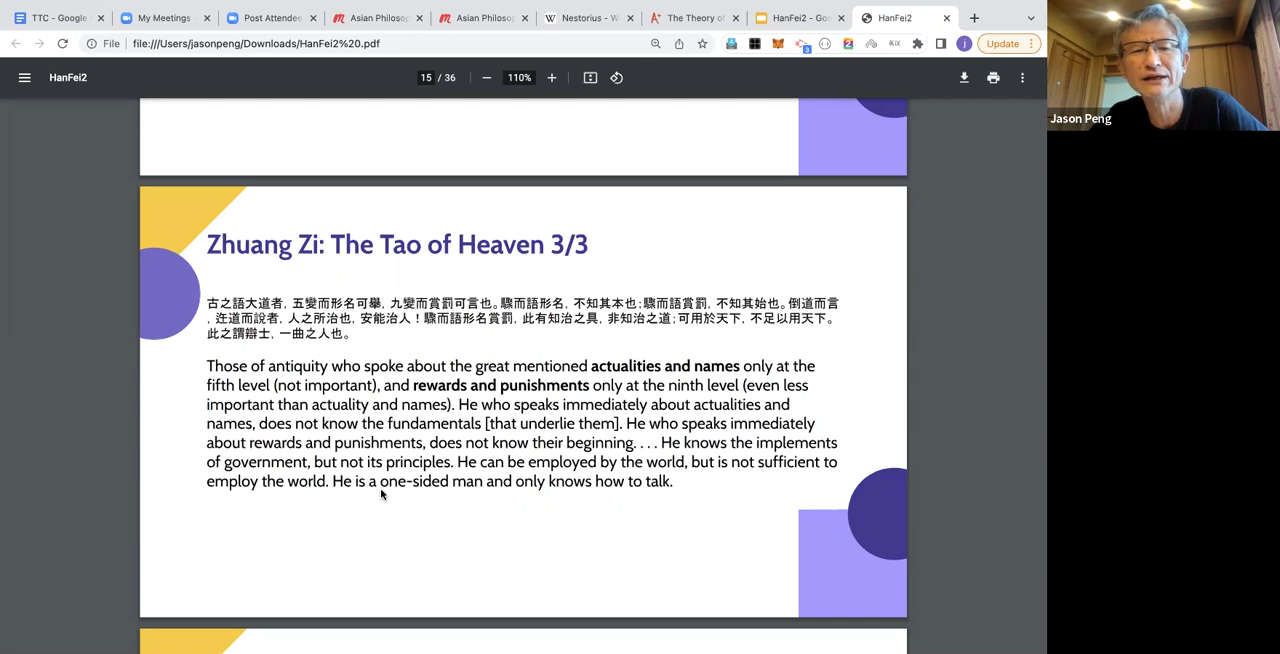 TTC - Google
My Meetings -
Post Attendee
Asian Philosop
Asian Philosop
Nestorius - W
The Theory of
HanFei2 - Goo
HanFei2
File
file:///Users/jasonpeng/Downloads/HanFei2%20.pdf
Update
HanFei2
15 / 36
110%
Jason Peng
Zhuang Zi: The Tao of Heaven 3/3
古之語大道者, 五變而形名可舉, 九變而賞罰可言也。驟而語形名, 不知其本也; 驟而語賞罰, 不知其始也。倒道而言
, 迕道而說者, 人之所治也, 安能治人！驟而語形名賞罰, 此有知治之具, 非知治之道; 可用於天下, 不足以用天下。
此之謂辯士, 一曲之人也。
Those of antiquity who spoke about the great mentioned actualities and names only at the
fifth level (not important), and rewards and punishments only at the ninth level (even less
important than actuality and names). He who speaks immediately about actualities and
names, does not know the fundamentals [that underlie them]. He who speaks immediately
about rewards and punishments, does not know their beginning. . . . He knows the implements
of government, but not its principles. He can be employed by the world, but is not sufficient to
employ the world. He is a one-sided man and only knows how to talk.